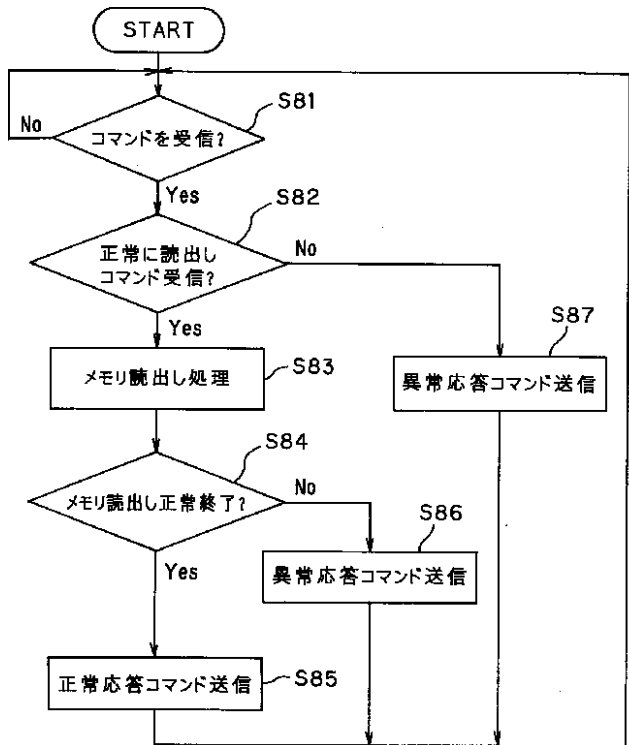 START
S81
No
コマンドを受信?
Yes
S82
正常に読出し
コマンド受信?
No
Yes
S87
メモリ読出し処理
S83
異常応答コマンド送信
S84
メモリ読出し正常終了?
No
S86
Yes
異常応答コマンド送信
正常応答コマンド送信
S85